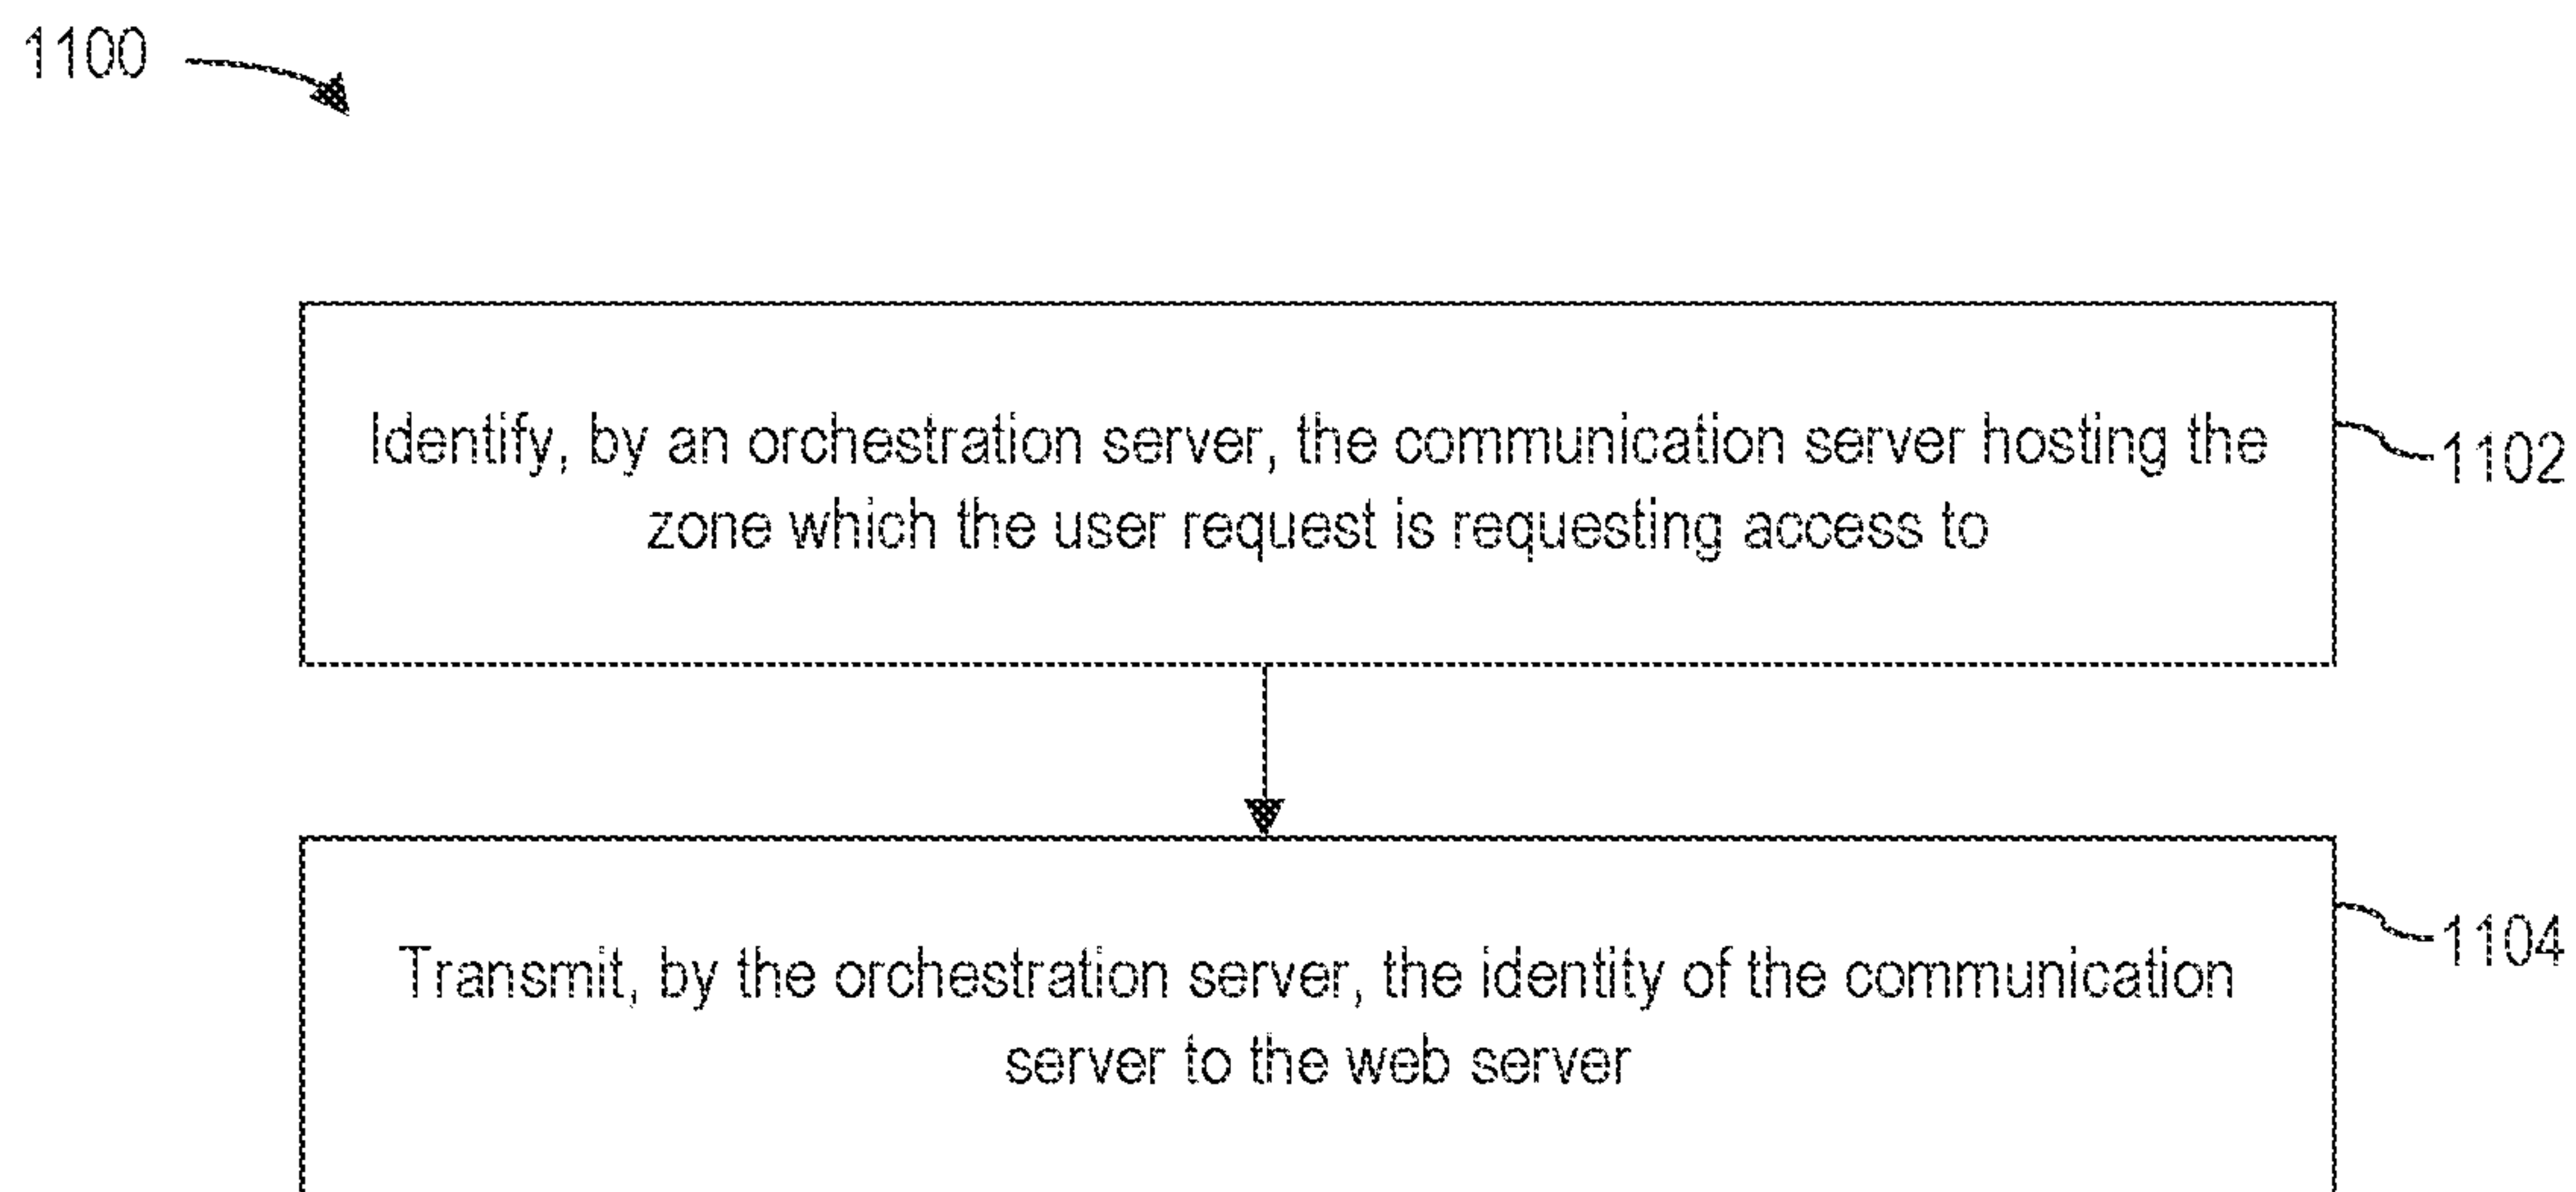 1100
Identify, by an orchestration server, the communication server hosting the
zone which the user request is requesting access to
1102
Transmit, by the orchestration server, the identity of the communication
server to the web server
1104